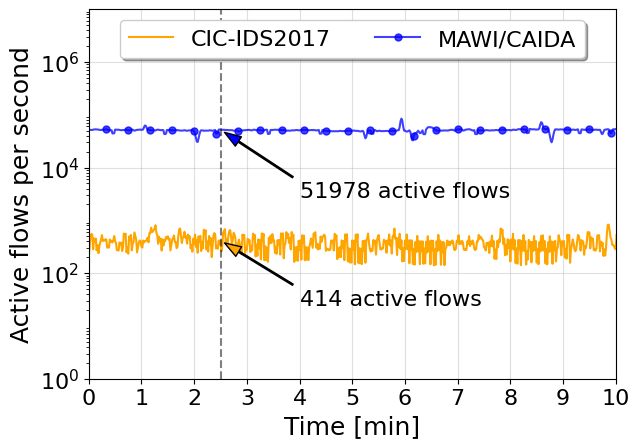 CIC-IDS2017 MAWI/CAIDA
Active flows per second
10^6
10^4
10^2
10^0
51978 active flows
414 active flows
0 1 2 3 4 5 6 7 8 9 10
Time [min]